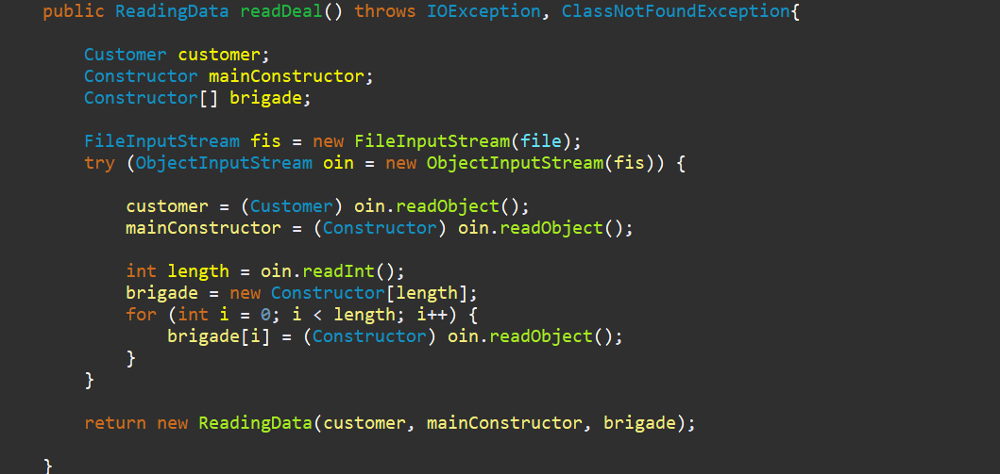 public ReadingData readDeal() throws IOException, ClassNotFoundException{
Customer customer;
Constructor mainConstructor;
Constructor[] brigade;
FileInputStream fis = new FileInputStream(file);
try (ObjectInputStream oin = new ObjectInputStream(fis)) {
customer = (Customer) oin.readObject();
mainConstructor = (Constructor) oin.readObject();
int length = oin.readInt();
brigade = new Constructor[length];
for (int i = 0; i < length; i++) {
brigade[i] = (Constructor) oin.readObject();
}
}
return new ReadingData(customer, mainConstructor, brigade);
}